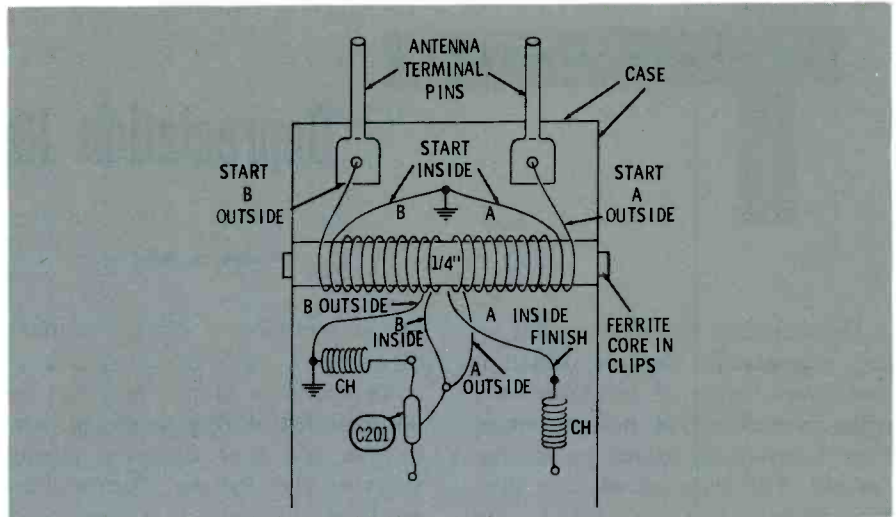 ANTENNA
TERMINAL
PINS
CASE
START
INSIDE
START
B
OUTSIDE
START
A
OUTSIDE
B
A
1/4"
B OUTSIDE
B
INSIDE
A INSIDE
FINISH
A
OUTSIDE
FERRITE
CORE IN
CLIPS
CH
C201
CH